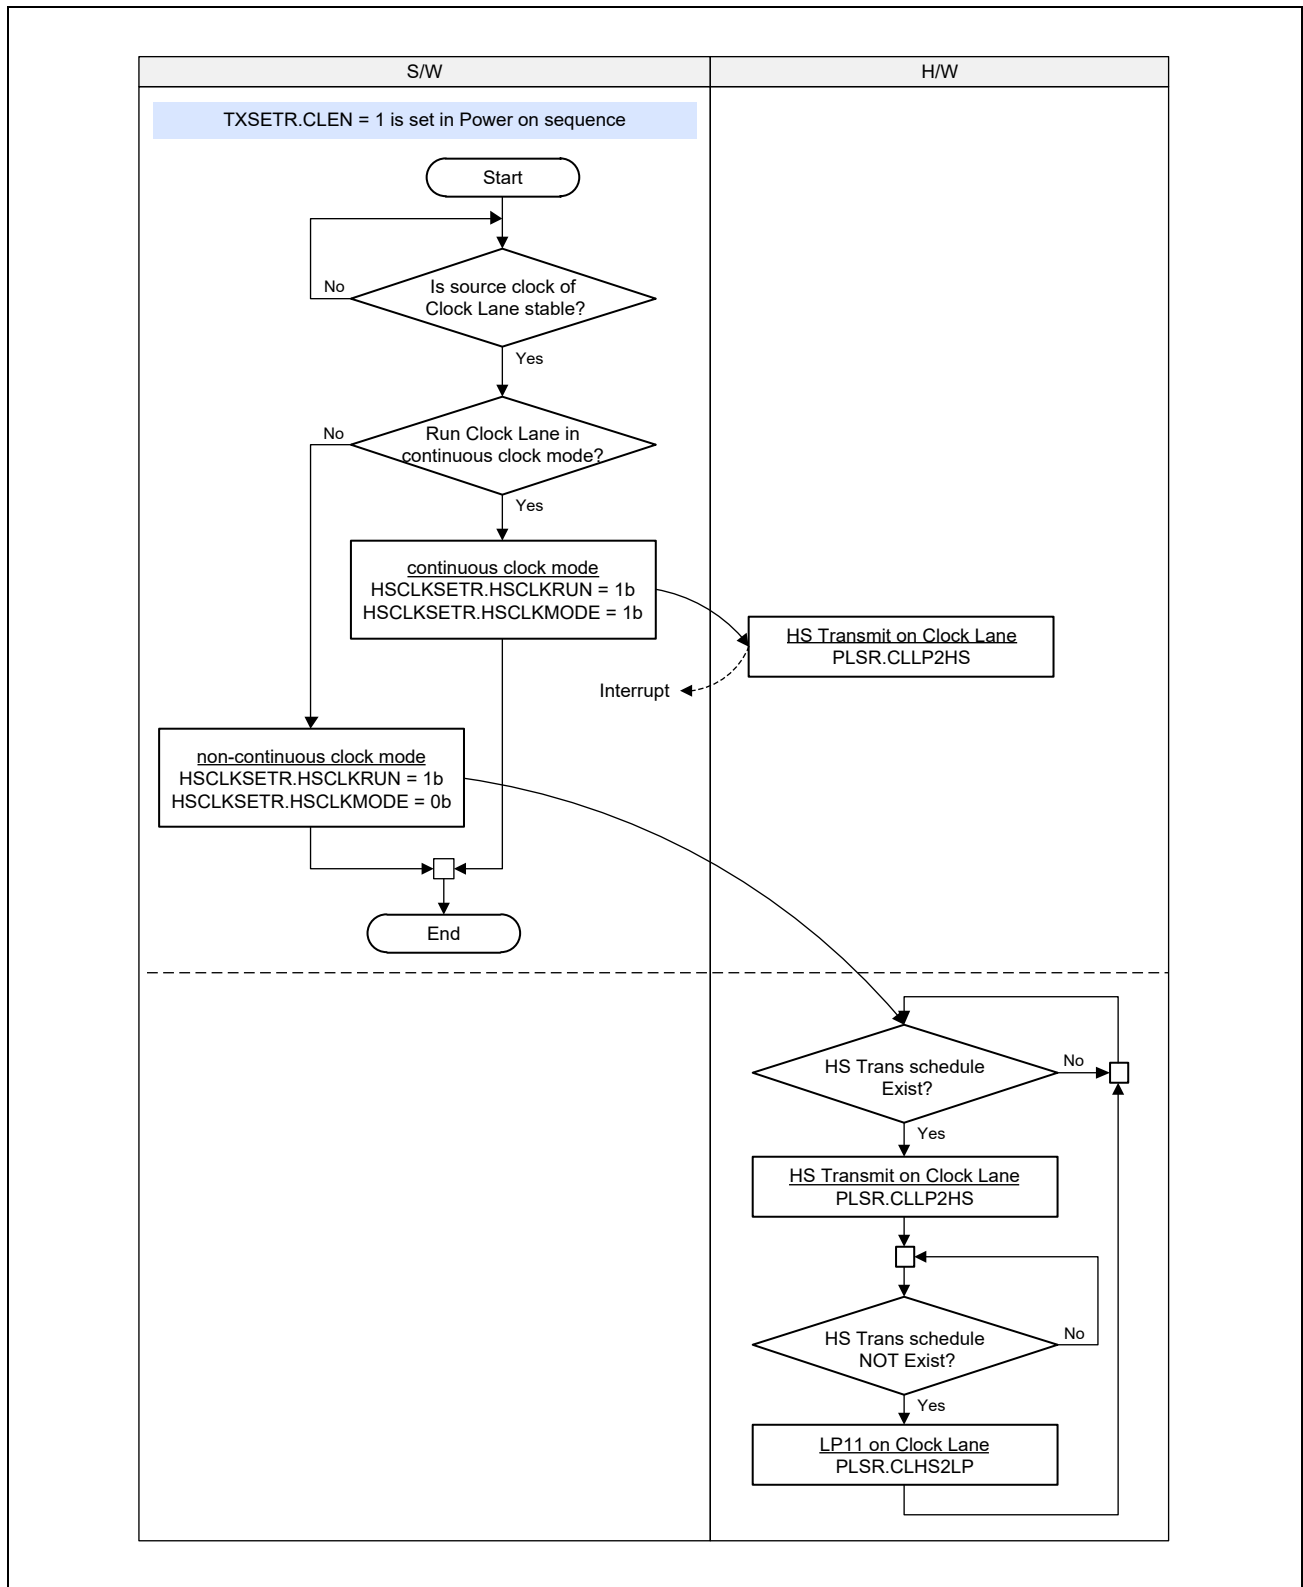 S/W
H/W
TXSETR.CLEN = 1 is set in Power on sequence
Start
Is source clock of
Clock Lane stable?
No
Yes
Run Clock Lane in
continuous clock mode?
No
Yes
continuous clock mode
HSCLKSETR.HSCLKRUN = 1b
HSCLKSETR.HSCLKMODE = 1b
HS Transmit on Clock Lane
PLSR.CLLP2HS
Interrupt
non-continuous clock mode
HSCLKSETR.HSCLKRUN = 1b
HSCLKSETR.HSCLKMODE = 0b
End
HS Trans schedule
Exist?
No
Yes
HS Transmit on Clock Lane
PLSR.CLLP2HS
HS Trans schedule
NOT Exist?
No
Yes
LP11 on Clock Lane
PLSR.CLHS2LP